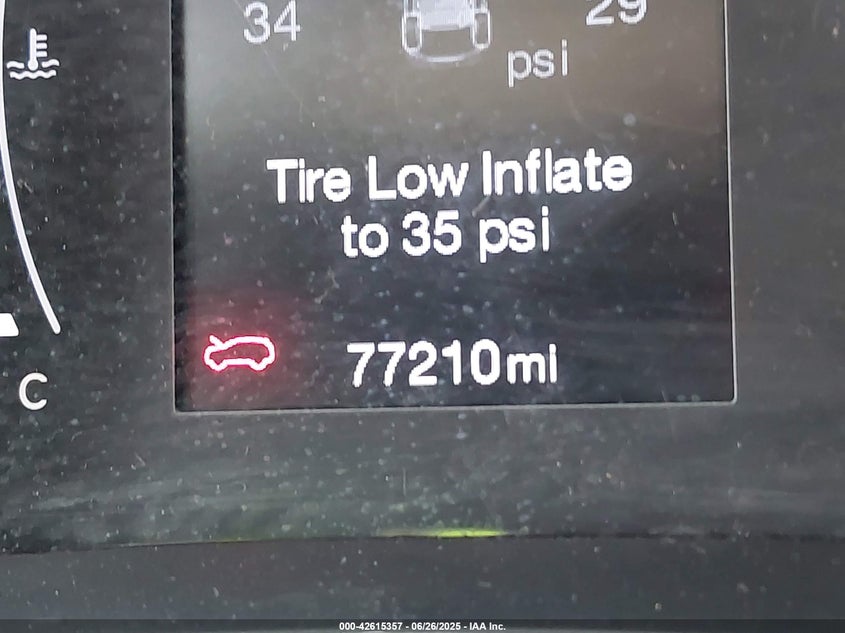 34 29
psi
Tire Low Inflate
to 35 psi
77210mi
C
000-42615357 - 06/26/2025 - IAA Inc.